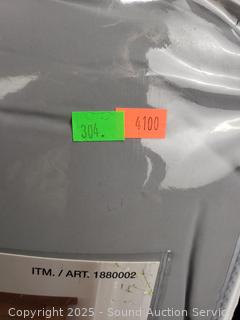 304.
4100
ITM. / ART. 1880002
Copyright 2025 - Sound Auction Service